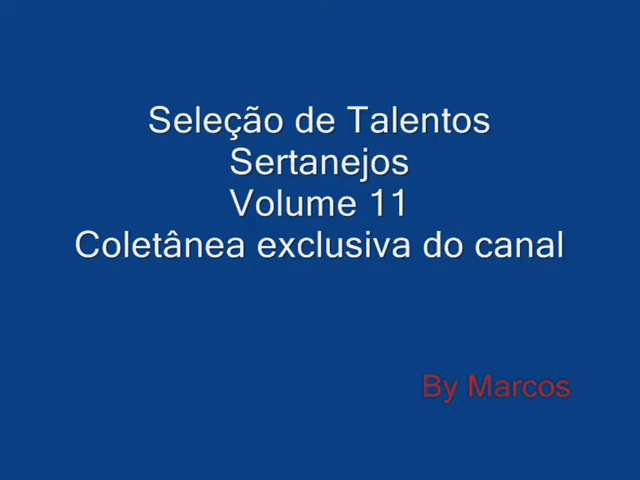 Seleção de Talentos
Sertanejos
Volume 11
Coletânea exclusiva do canal
By Marcos